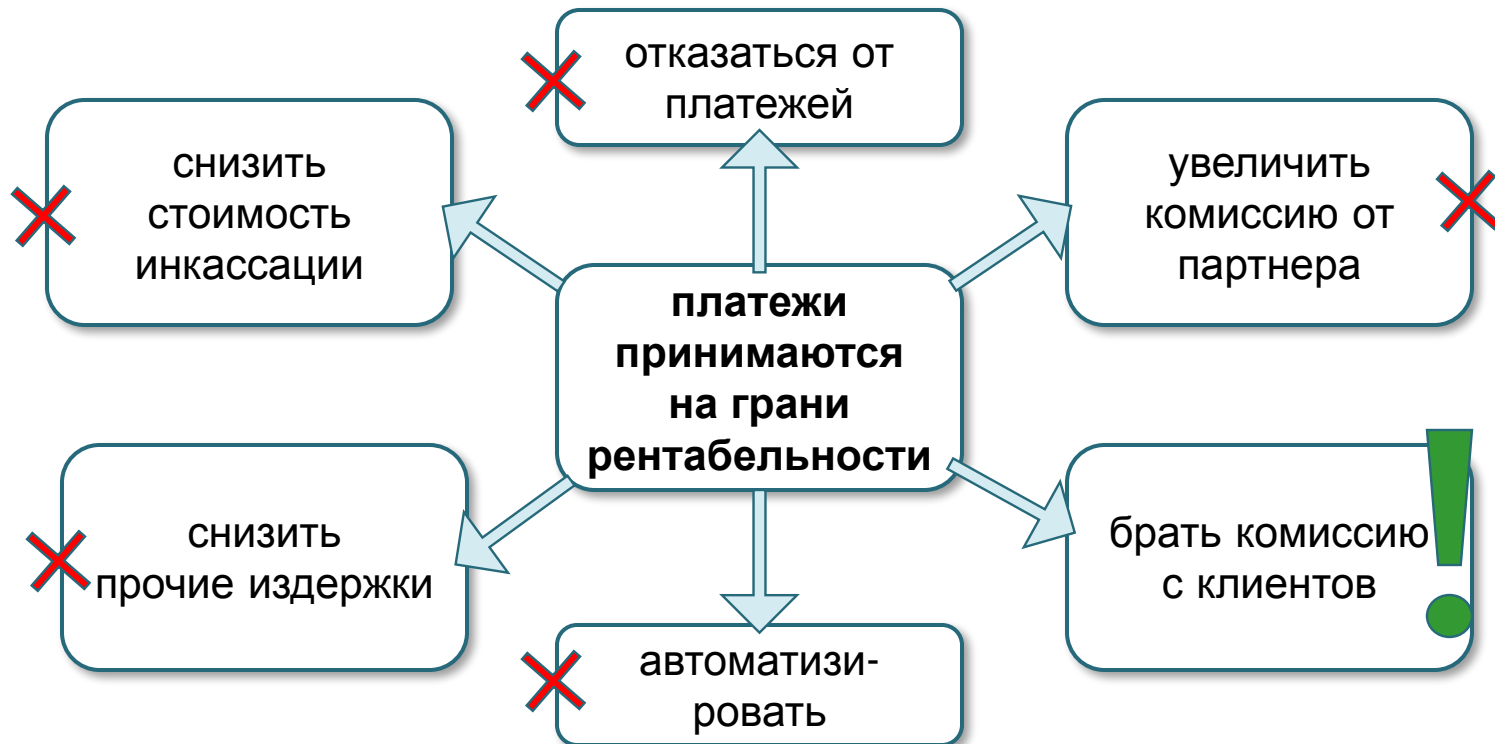 отказаться от
платежей
снизить
стоимость
инкассации
увеличить
комиссию от
партнера
платежи
принимаются
на грани
рентабельности
снизить
прочие издержки
брать комиссию
с клиентов
автоматизи-
ровать